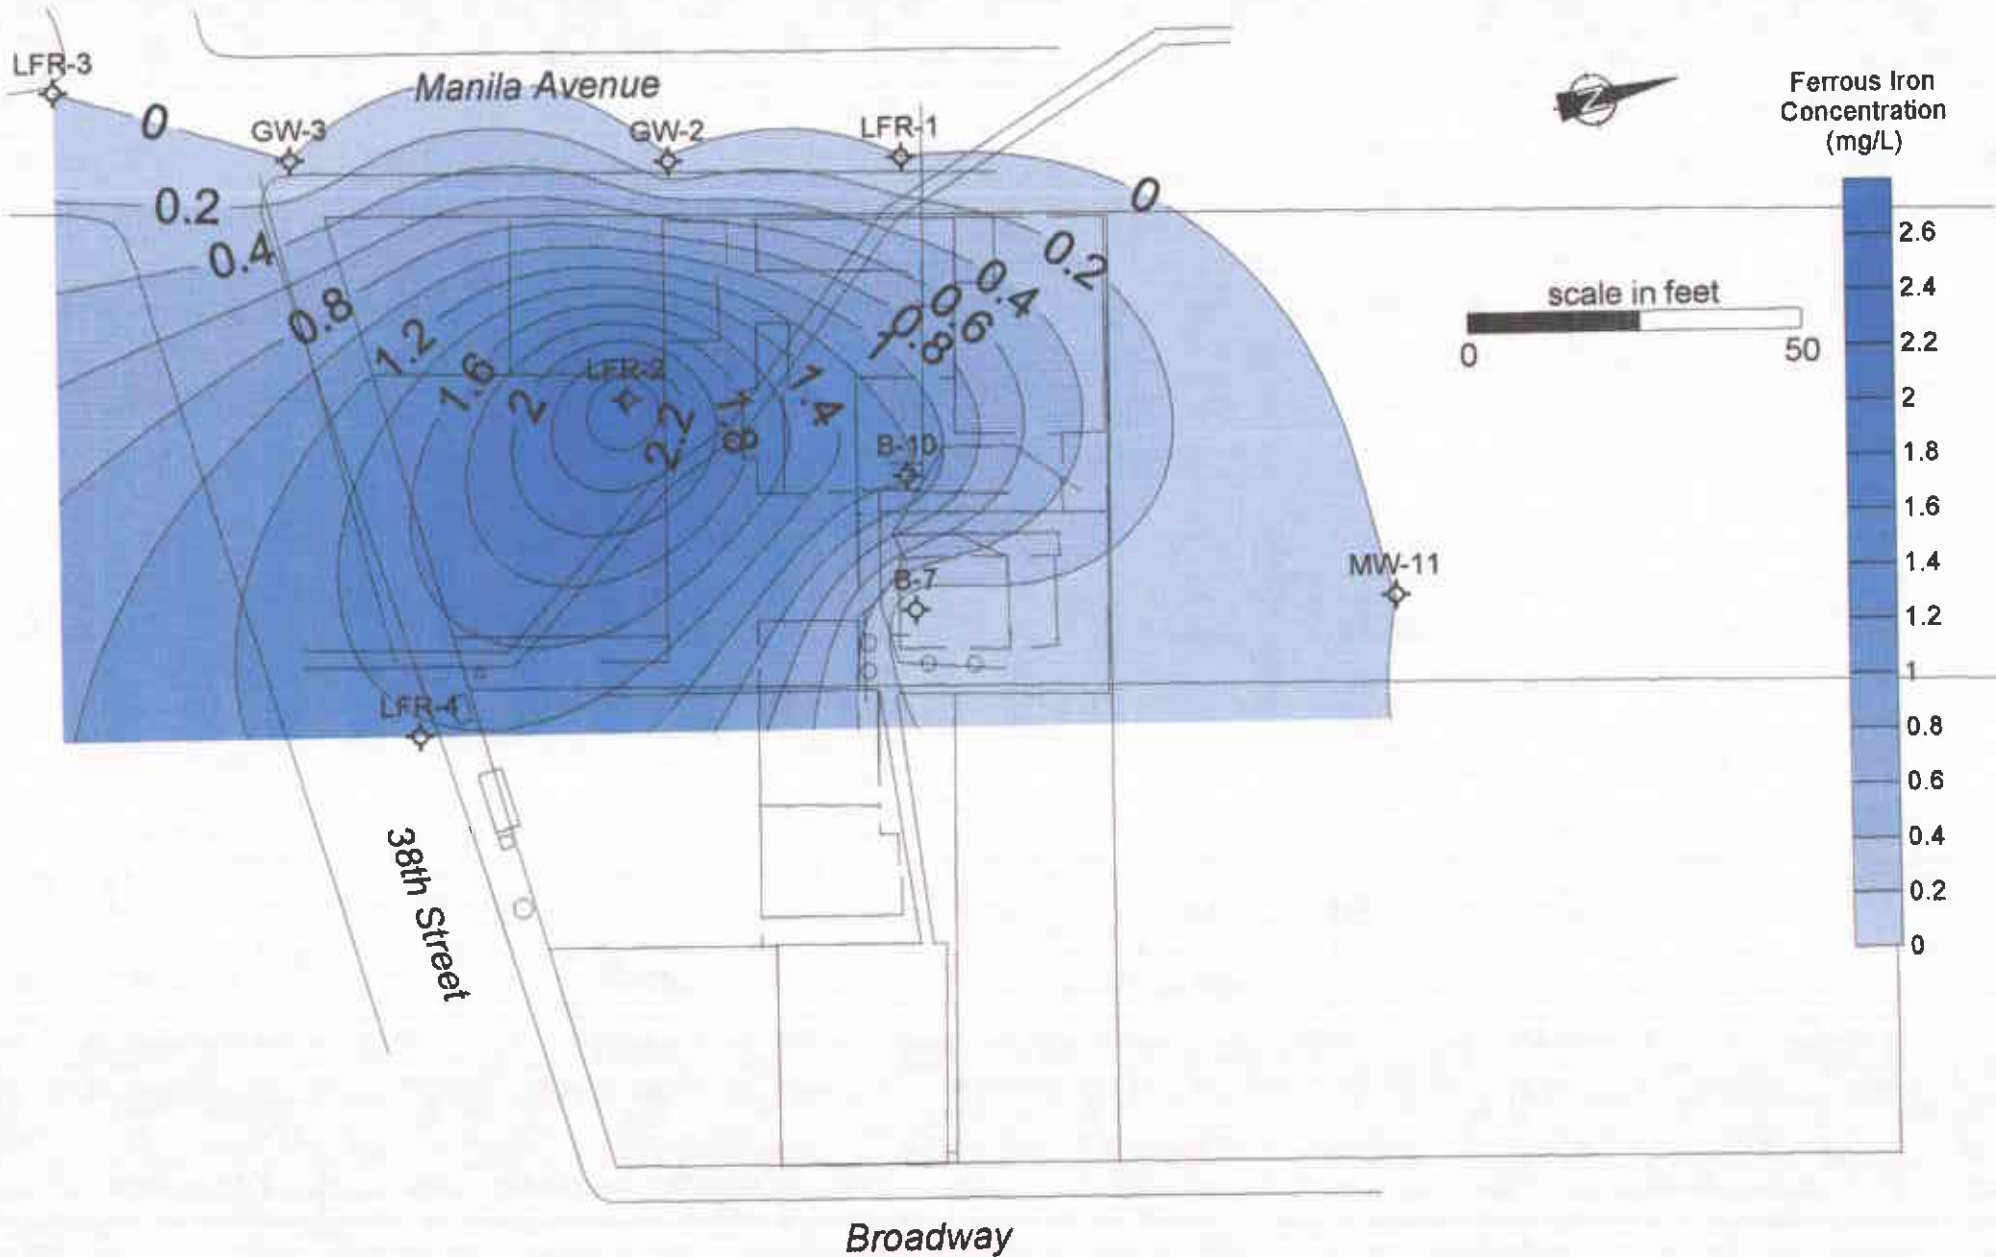 LFR-3
Manila Avenue
GW-3
GW-2
LFR-1
0
0
0.2
0.4
0.8
1.2
1.6
2
LFR-2
2.2
1.8
1.4
1
0.8
0.6
0.4
0.2
B-10
B-7
MW-11
LFR-4
38th Street
Broadway
N
scale in feet
0
50
Ferrous Iron
Concentration
(mg/L)
2.6
2.4
2.2
2
1.8
1.6
1.4
1.2
1
0.8
0.6
0.4
0.2
0